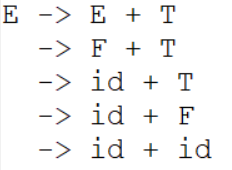 E -> E + T
-> F + T
-> id + T
-> id + F
-> id + id